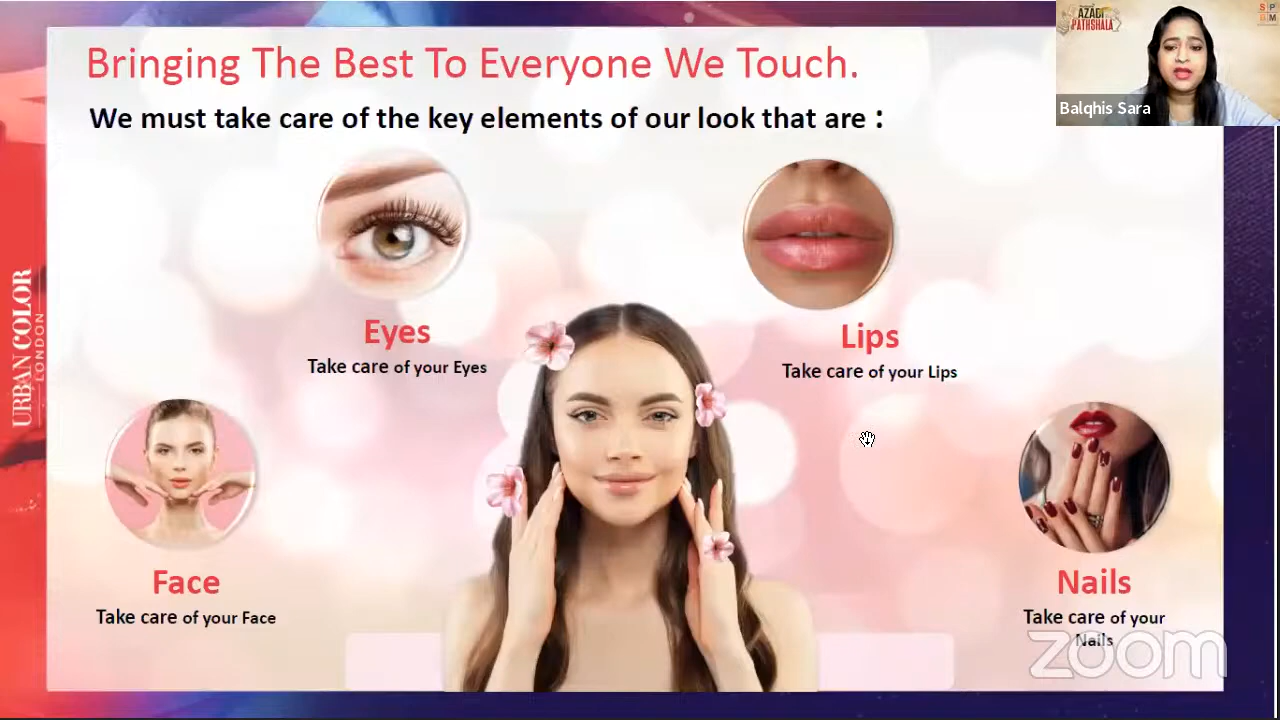 Bringing The Best To Everyone We Touch.
We must take care of the key elements of our look that are :
AZADI
PATHSHALA
S P
G M
Balqhis Sara
Eyes
Take care of your Eyes
Lips
Take care of your Lips
URBAN COLOR
LONDON
Face
Take care of your Face
Nails
Take care of your
Nails
zoom